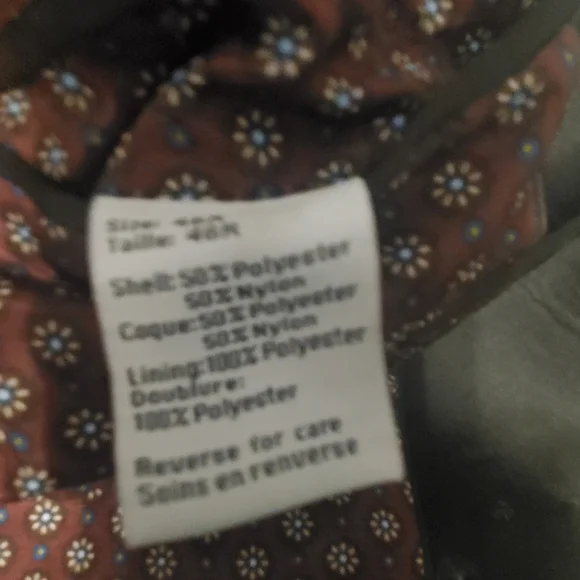 Size:
Taille:
Shell: 50% Polyester
50% Nylon
Coque: 50% Polyester
50% Nylon
Lining: 100% Polyester
Doublure:
100% Polyester
Reverse for care
Soins en renverse